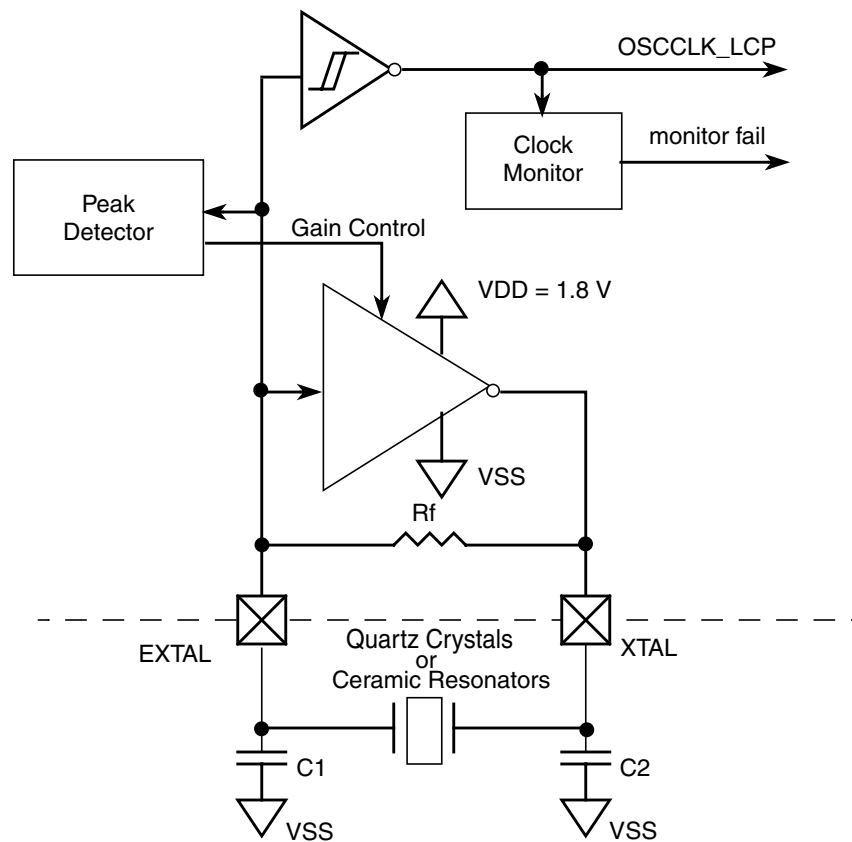 OSCCLK_LCP
Clock
Monitor
monitor fail
Peak
Detector
Gain Control
VDD = 1.8 V
VSS
Rf
EXTAL
Quartz Crystals
or
Ceramic Resonators
XTAL
C1
C2
VSS
VSS